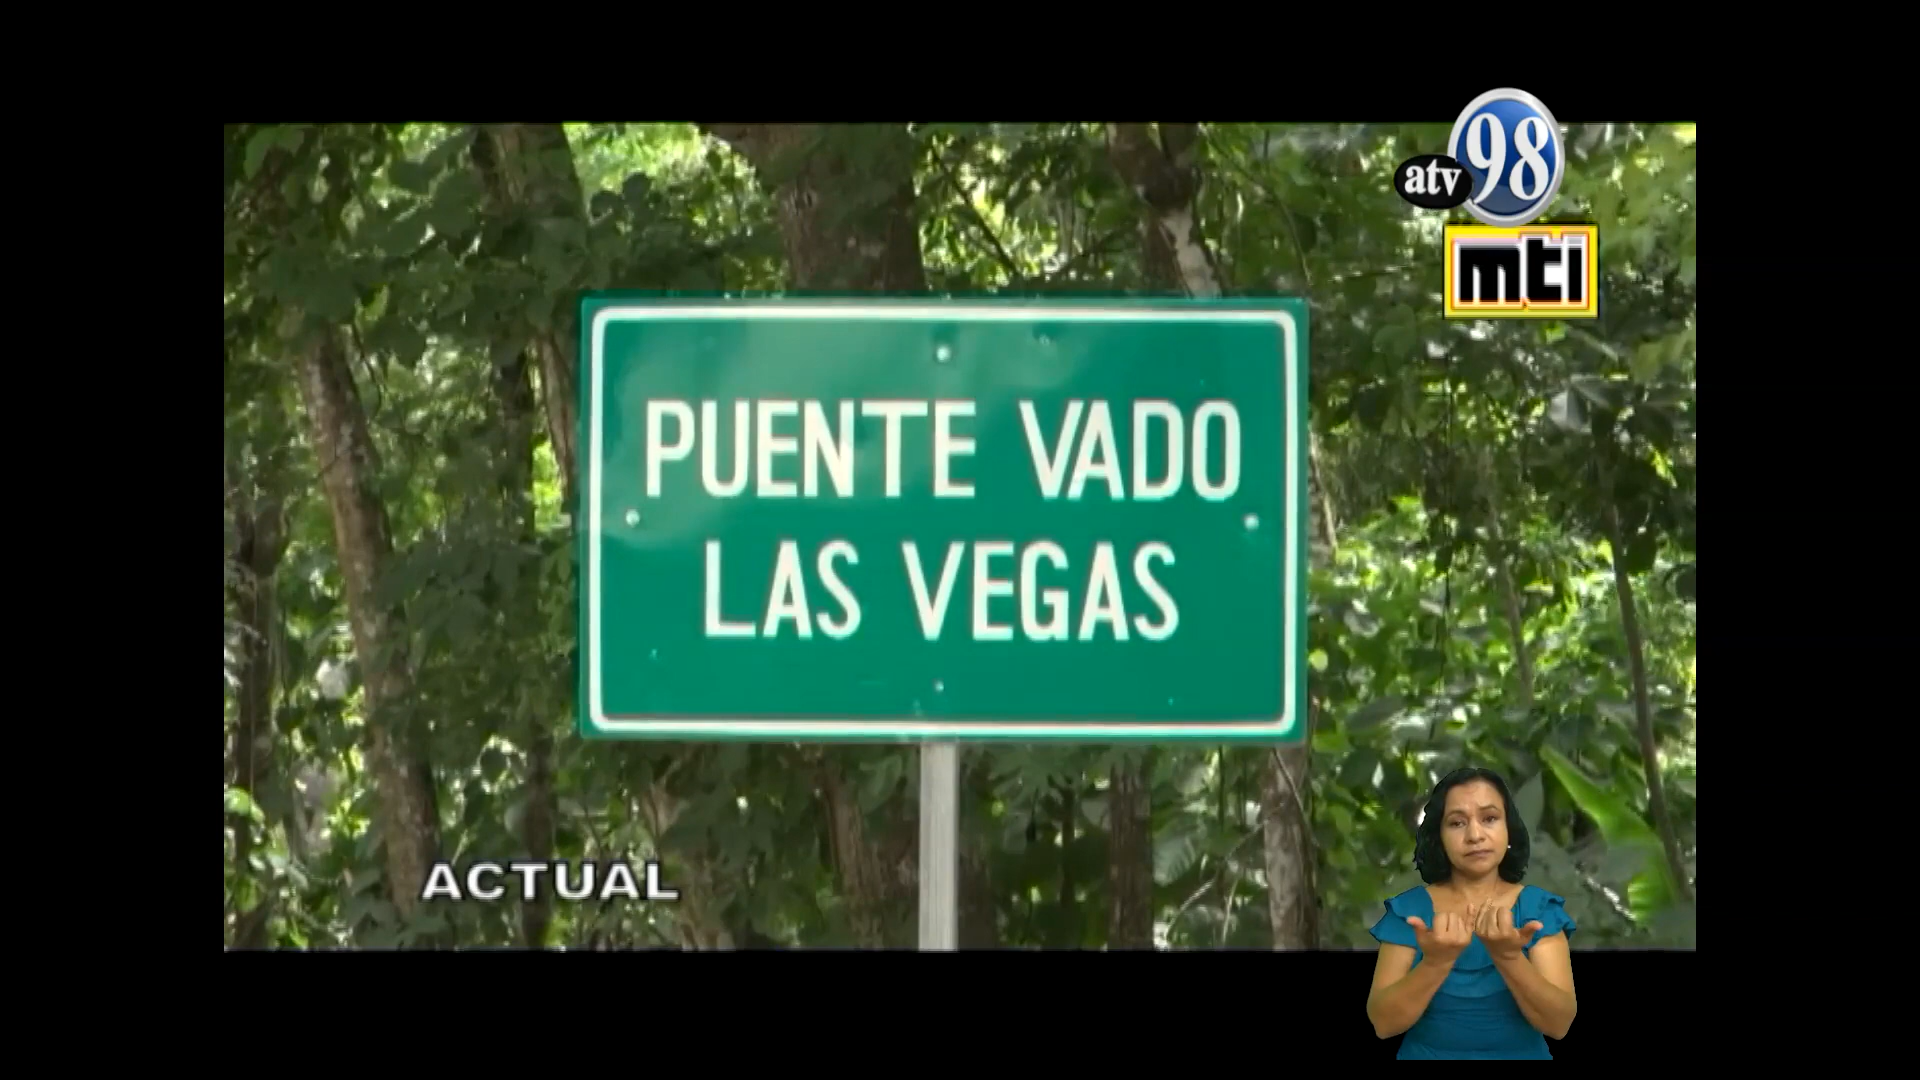 98
atv
mti
PUENTE VADO
LAS VEGAS
ACTUAL